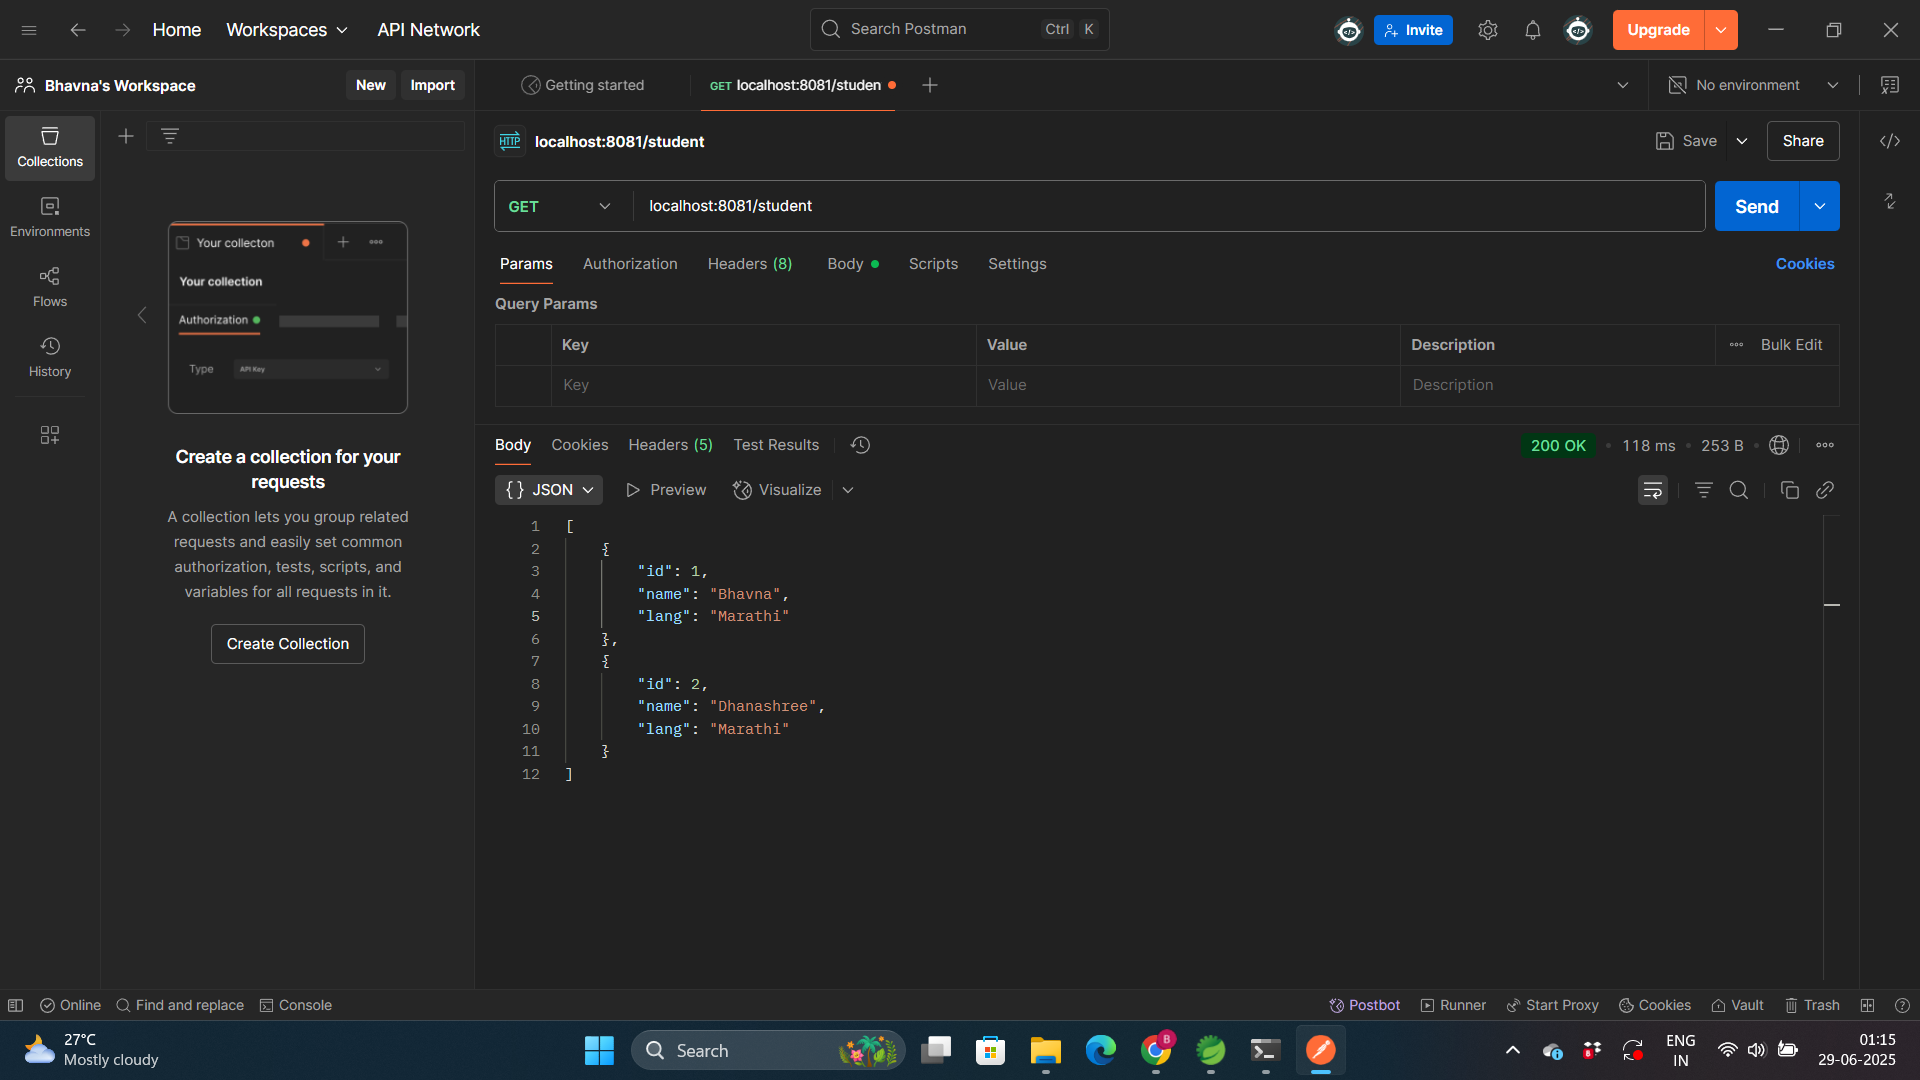 Home Workspaces API Network Search Postman Ctrl K Invite Upgrade
Bhavna's Workspace New Import Getting started GET localhost:8081/studen No environment
Collections
Environments
Flows
History
Your collecton
Your collection
Authorization
Type API Key
Create a collection for your
requests
A collection lets you group related
requests and easily set common
authorization, tests, scripts, and
variables for all requests in it.
Create Collection
HTTP localhost:8081/student Save Share
GET localhost:8081/student Send
Params Authorization Headers (8) Body Scripts Settings Cookies
Query Params
Key Value Description Bulk Edit
Key Value Description
Body Cookies Headers (5) Test Results 200 OK 118 ms 253 B
{} JSON Preview Visualize
1 [
2 {
3 "id": 1,
4 "name": "Bhavna",
5 "lang": "Marathi"
6 },
7 {
8 "id": 2,
9 "name": "Dhanashree",
10 "lang": "Marathi"
11 }
12 ]
Online Find and replace Console Postbot Runner Start Proxy Cookies Vault Trash
27°C
Mostly cloudy
Search
B
8
ENG
IN
01:15
29-06-2025